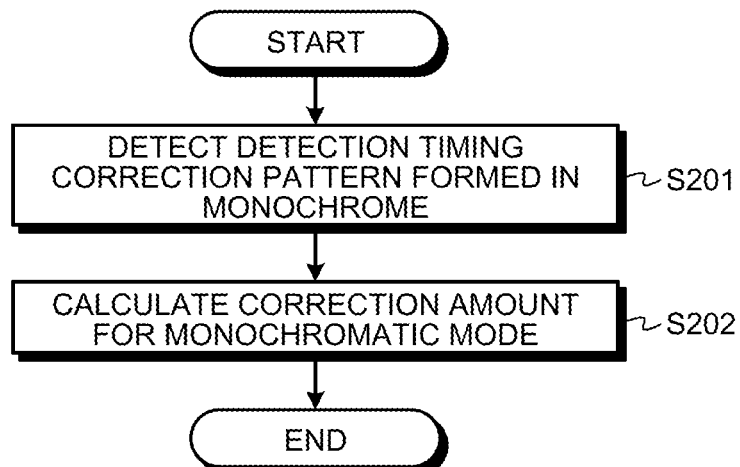 START
DETECT DETECTION TIMING
CORRECTION PATTERN FORMED IN
MONOCHROME
S201
CALCULATE CORRECTION AMOUNT
FOR MONOCHROMATIC MODE
S202
END